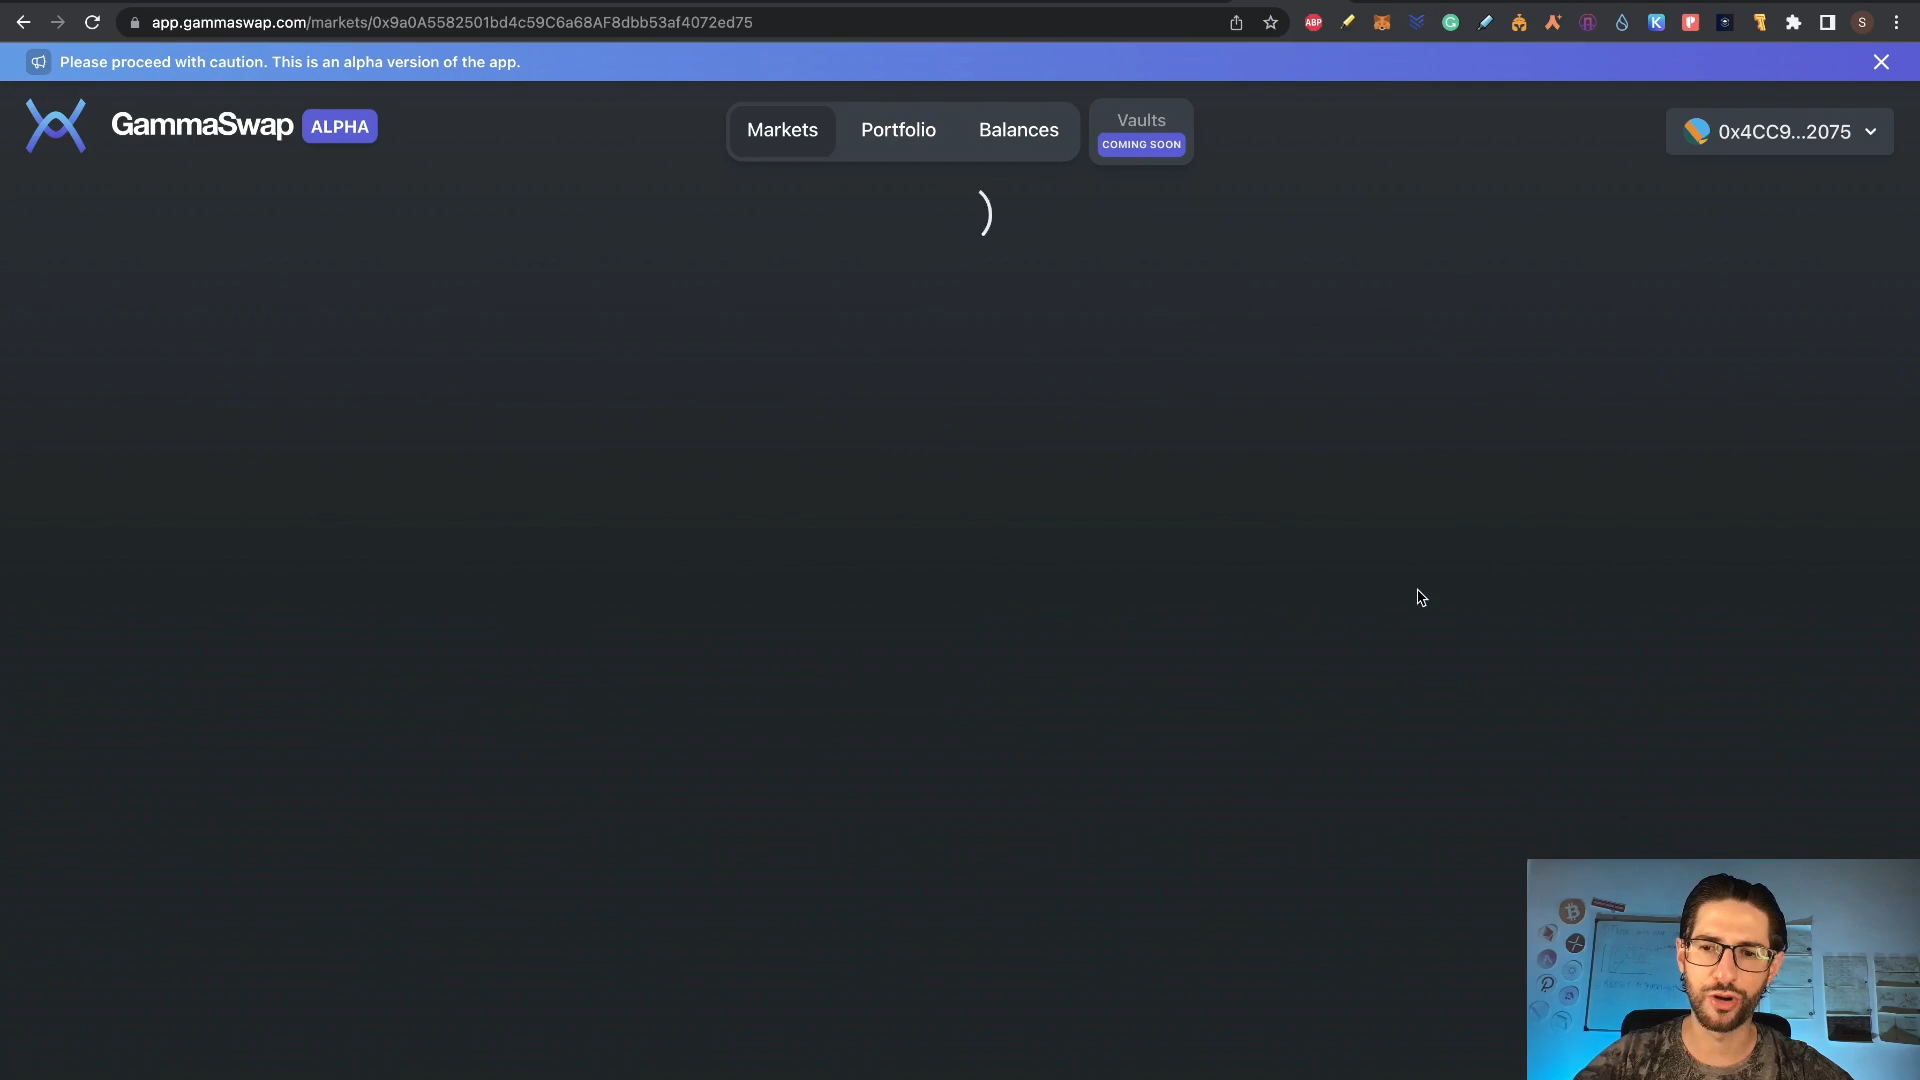 app.gammaswap.com/markets/0x9a0A5582501bd4c59C6a68AF8dbb53af4072ed75
Please proceed with caution. This is an alpha version of the app.
GammaSwap ALPHA
Markets
Portfolio
Balances
Vaults
COMING SOON
0x4CC9...2075
ABP
S